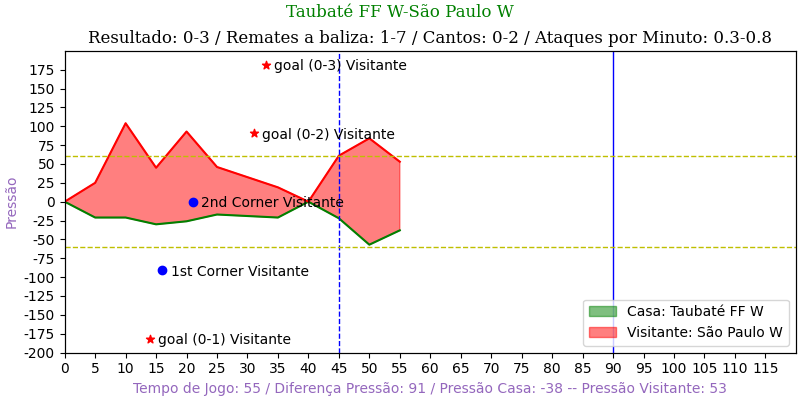 Taubaté FF W-São Paulo W
Resultado: 0-3 / Remates a baliza: 1-7 / Cantos: 0-2 / Ataques por Minuto: 0.3-0.8
Pressão
175
150
125
100
75
50
25
0
-25
-50
-75
-100
-125
-150
-175
-200
goal (0-3) Visitante
goal (0-2) Visitante
2nd Corner Visitante
1st Corner Visitante
goal (0-1) Visitante
Casa: Taubaté FF W
Visitante: São Paulo W
0 5 10 15 20 25 30 35 40 45 50 55 60 65 70 75 80 85 90 95 100 105 110 115
Tempo de Jogo: 55 / Diferença Pressão: 91 / Pressão Casa: -38 -- Pressão Visitante: 53